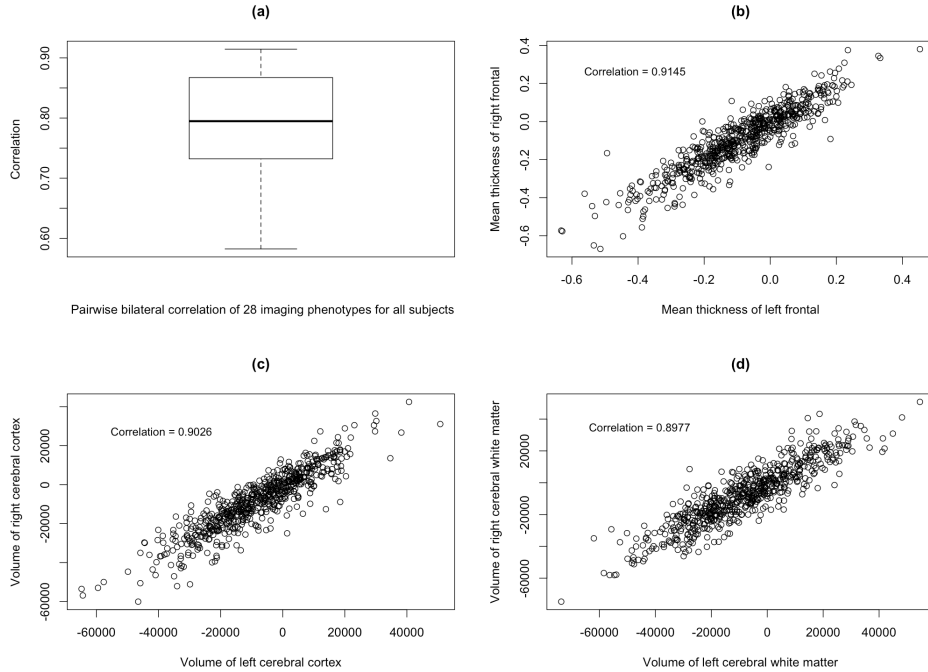 (a)
0.90
0.80
0.70
0.60
Correlation
Pairwise bilateral correlation of 28 imaging phenotypes for all subjects
(b)
Correlation = 0.9145
0.4
0.2
0.0
-0.2
-0.4
-0.6
Mean thickness of right frontal
-0.6 -0.4 -0.2 0.0 0.2 0.4
Mean thickness of left frontal
(c)
Correlation = 0.9026
20000
0
-20000
-60000
Volume of right cerebral cortex
-60000 -40000 -20000 0 20000 40000
Volume of left cerebral cortex
(d)
Correlation = 0.8977
20000
-20000
-60000
Volume of right cerebral white matter
-60000 -40000 -20000 0 20000 40000
Volume of left cerebral white matter